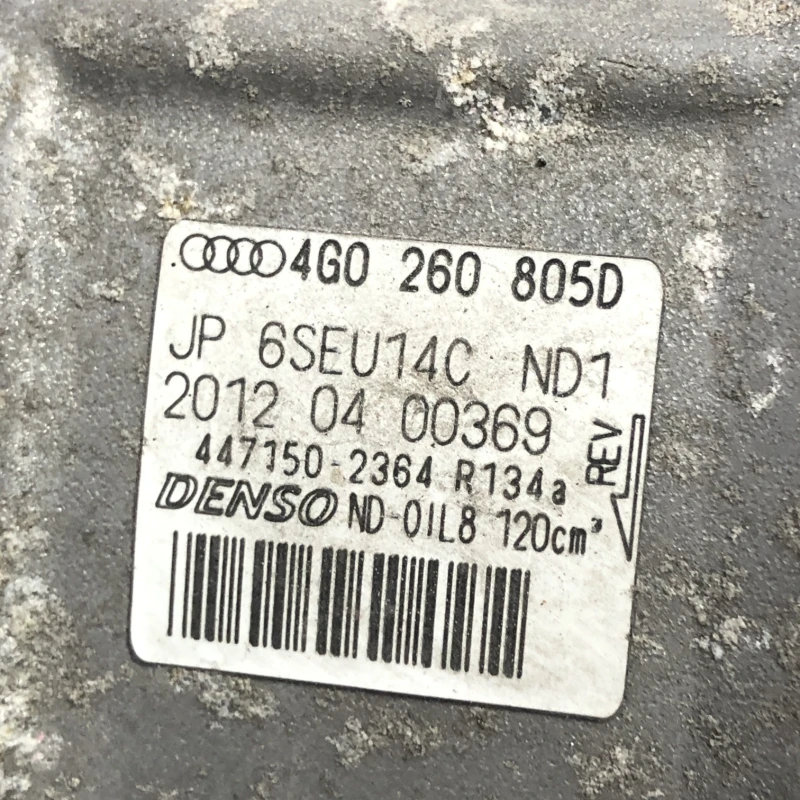 4G0 260 805D
JP 6SEU14C ND1
2012 04 00369
447150-2364 R134a
REV
DENSO ND-OIL8 120cm³